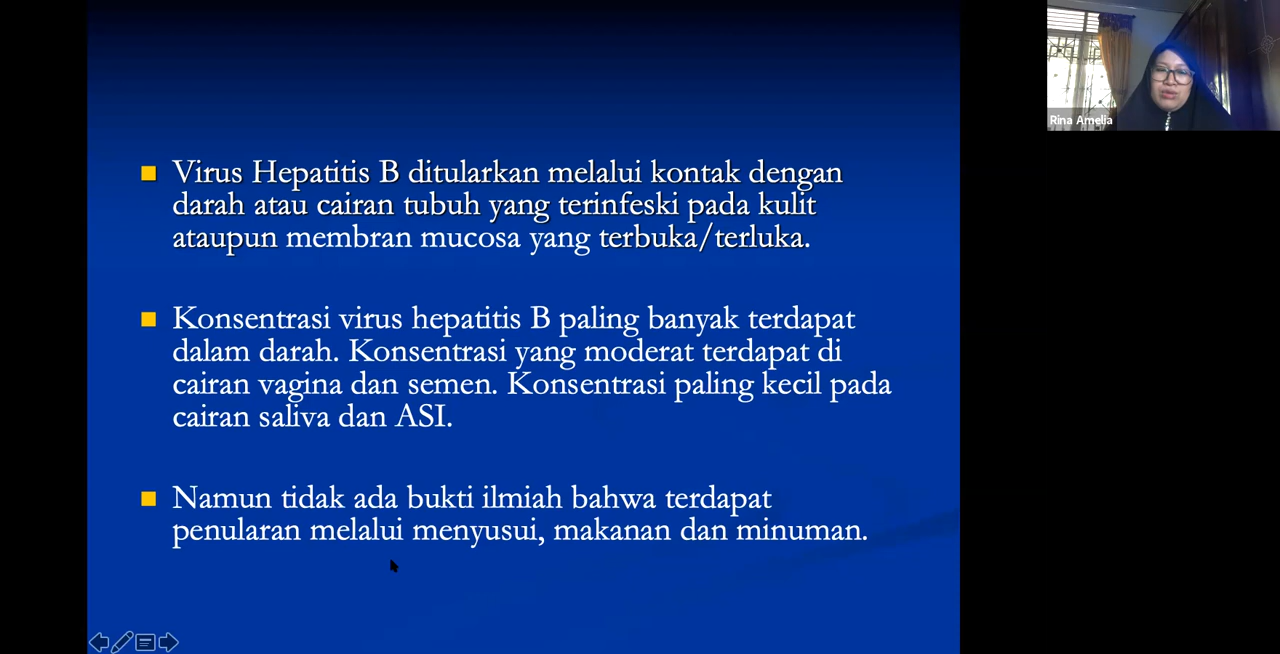 Virus Hepatitis B ditularkan melalui kontak dengan
darah atau cairan tubuh yang terinfeski pada kulit
ataupun membran mucosa yang terbuka/terluka.
Konsentrasi virus hepatitis B paling banyak terdapat
dalam darah. Konsentrasi yang moderat terdapat di
cairan vagina dan semen. Konsentrasi paling kecil pada
cairan saliva dan ASI.
Namun tidak ada bukti ilmiah bahwa terdapat
penularan melalui menyusui, makanan dan minuman.
Rina Amelia